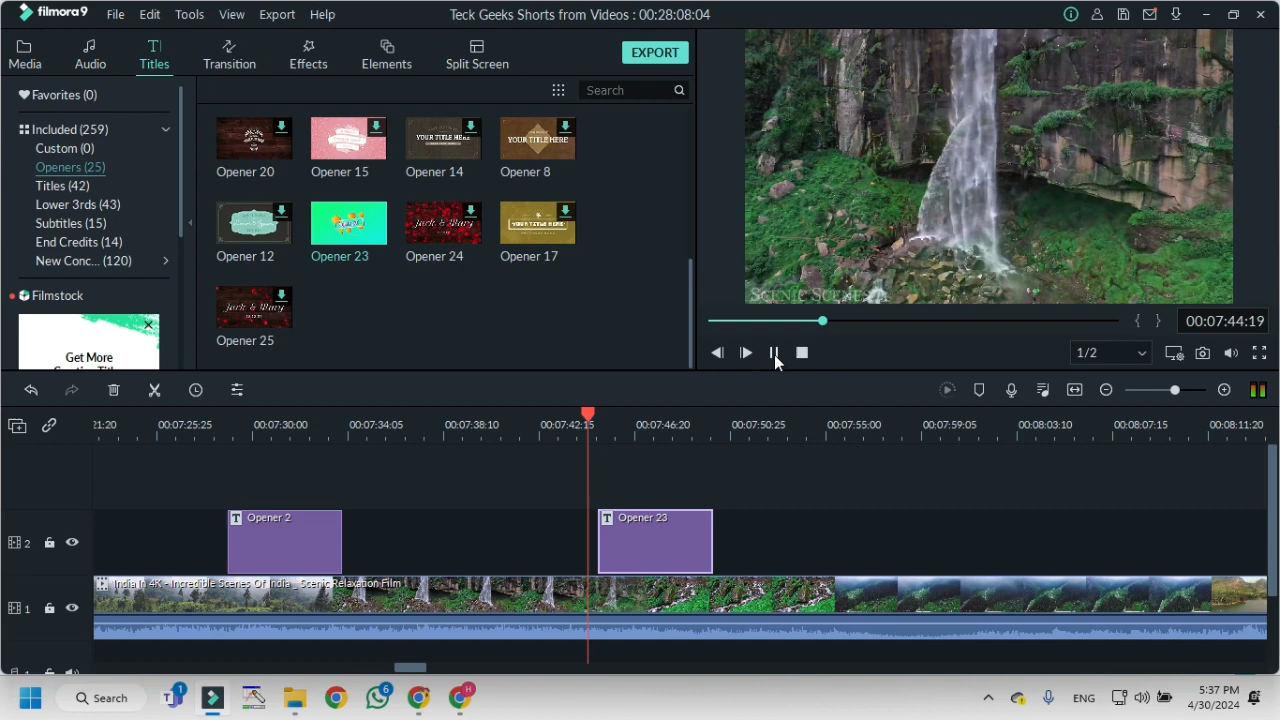 filmora9 File Edit Tools View Export Help Teck Geeks Shorts from Videos : 00:28:08:04
Media Audio Titles Transition Effects Elements Split Screen EXPORT
Favorites (0)
Search
Included (259)
Custom (0)
Openers (25)
Titles (42)
Lower 3rds (43)
Subtitles (15)
End Credits (14)
New Conc... (120)
Filmstock
Get More
YOUR TITLE HERE
YOUR TITLE HERE
Opener 20 Opener 15 Opener 14 Opener 8
Jack & Mary
YOUR TITLE HERE
Opener 12 Opener 23 Opener 24 Opener 17
Jack & Mary
Opener 25
SCENIC SCENES
{ } 00:07:44:19
1/2
21:20 00:07:25:25 00:07:30:00 00:07:34:05 00:07:38:10 00:07:42:15 00:07:46:20 00:07:50:25 00:07:55:00 00:07:59:05 00:08:03:10 00:08:07:15 00:08:11:20
T Opener 2 T Opener 23
2
India In 4K - Incredible Scenes Of India _ Scenic Relaxation Film
1
1
Search 1 6 H ENG 5:37 PM
4/30/2024